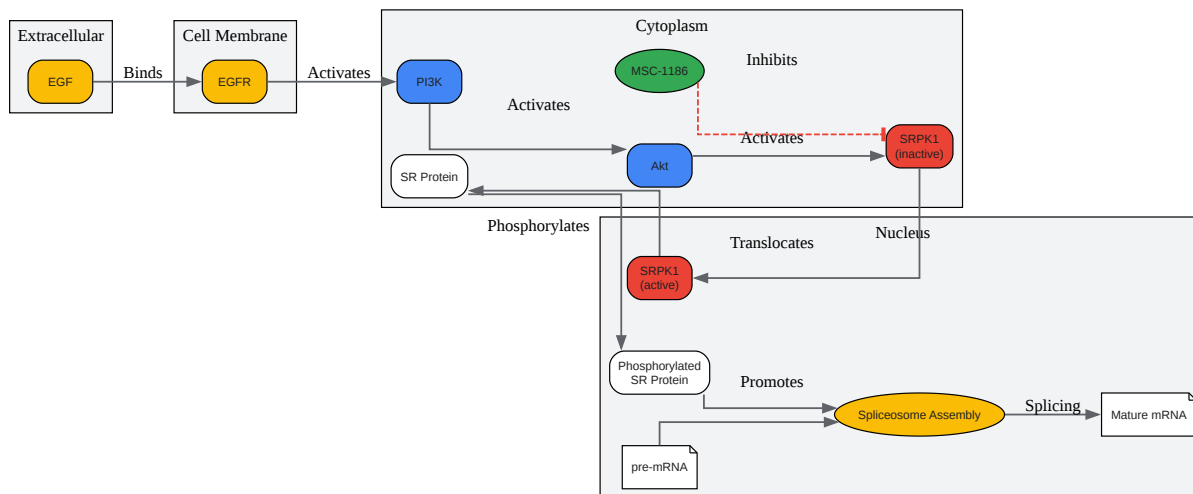 Extracellular
Cell Membrane
Cytoplasm
EGF
Binds
EGFR
Activates
PI3K
MSC-1186
Inhibits
Activates
Activates
SRPK1
(inactive)
Akt
SR Protein
Phosphorylates
Translocates
Nucleus
SRPK1
(active)
Phosphorylated
SR Protein
Promotes
Spliceosome Assembly
Splicing
Mature mRNA
pre-mRNA